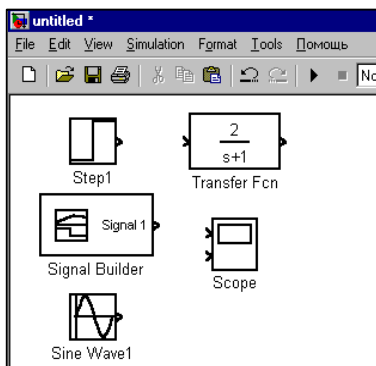 untitled *
File Edit View Simulation Format Tools Помощь
No
Step1
2
s+1
Transfer Fcn
Signal 1
Signal Builder
Scope
Sine Wave1